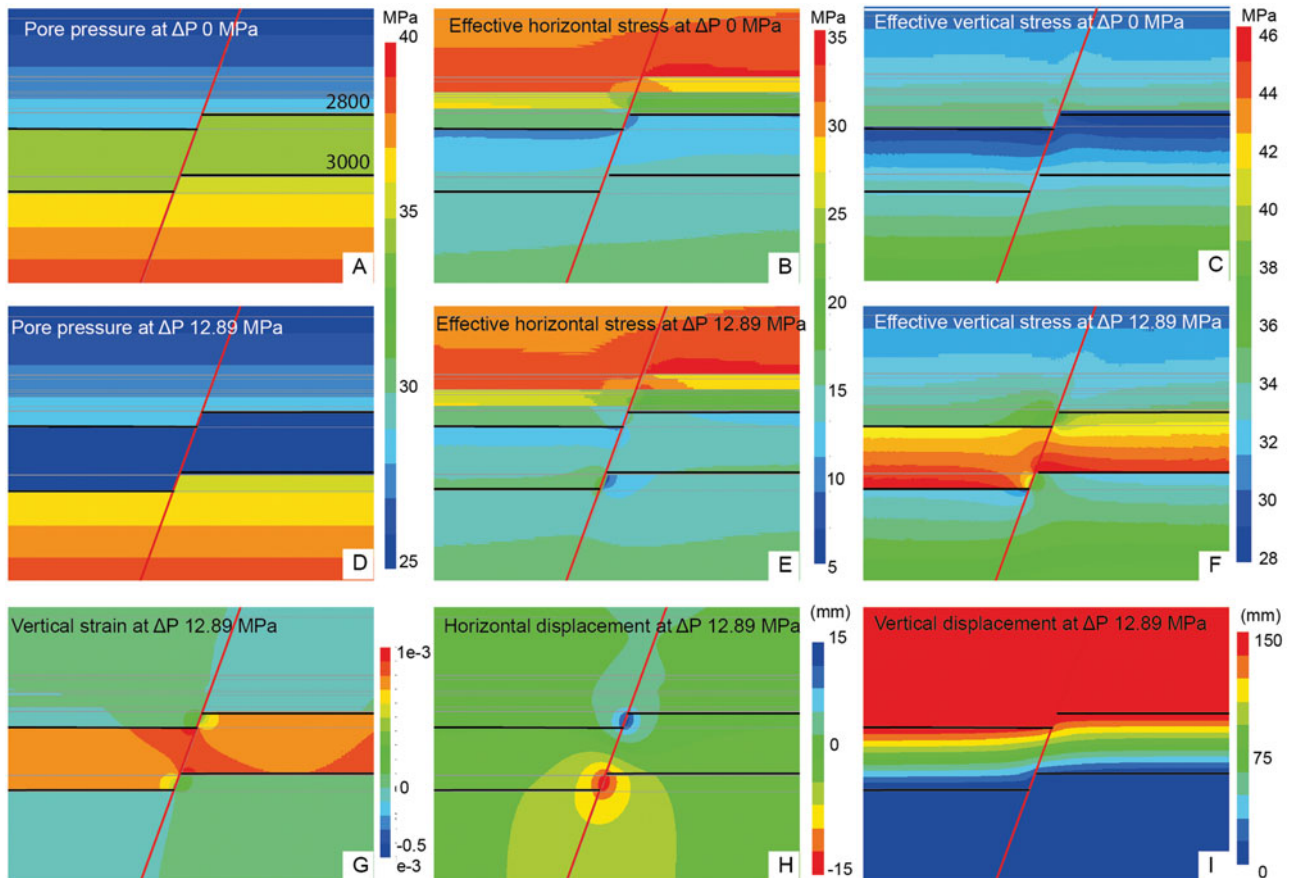 Pore pressure at ΔP 0 MPa
2800
3000
A
MPa
40
35
30
25
Effective horizontal stress at ΔP 0 MPa
B
MPa
35
30
25
20
15
10
5
Effective vertical stress at ΔP 0 MPa
C
MPa
46
44
42
40
38
36
34
32
30
28
Pore pressure at ΔP 12.89 MPa
D
Effective horizontal stress at ΔP 12.89 MPa
E
Effective vertical stress at ΔP 12.89 MPa
F
Vertical strain at ΔP 12.89 MPa
G
1e-3
0
-0.5
e-3
Horizontal displacement at ΔP 12.89 MPa
H
(mm)
15
0
-15
Vertical displacement at ΔP 12.89 MPa
I
(mm)
150
75
0